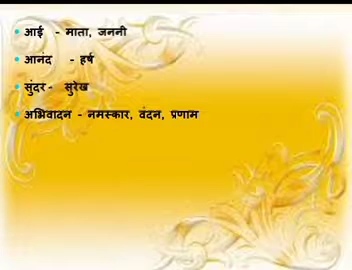 आई - माता, जननी
आनंद - हर्ष
सुंदर - सुरेख
अभिवादन - नमस्कार, वंदन, प्रणाम